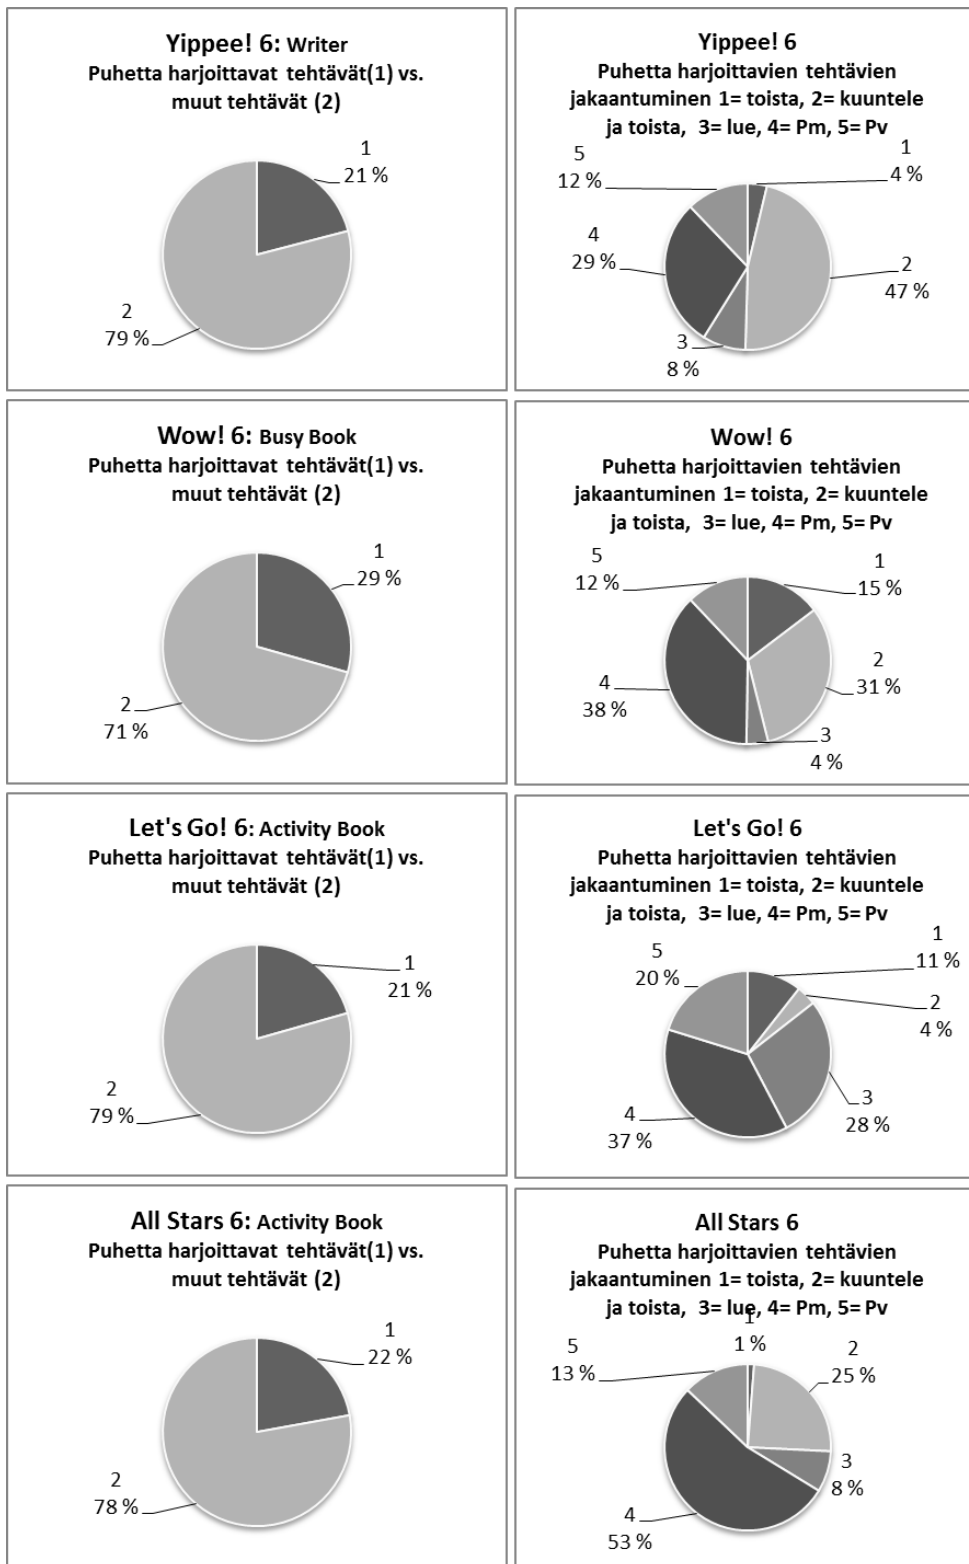 Yippee! 6: Writer
Puhetta harjoittavat tehtävät(1) vs.
muut tehtävät (2)
1
21 %
2
79 %
Yippee! 6
Puhetta harjoittavien tehtävien
jakaantuminen 1= toista, 2= kuuntele
ja toista, 3= lue, 4= Pm, 5= Pv
5
12 %
1
4 %
4
29 %
2
47 %
3
8 %
Wow! 6: Busy Book
Puhetta harjoittavat tehtävät(1) vs.
muut tehtävät (2)
1
29 %
2
71 %
Wow! 6
Puhetta harjoittavien tehtävien
jakaantuminen 1= toista, 2= kuuntele
ja toista, 3= lue, 4= Pm, 5= Pv
5
12 %
1
15 %
4
38 %
2
31 %
3
4 %
Let's Go! 6: Activity Book
Puhetta harjoittavat tehtävät(1) vs.
muut tehtävät (2)
1
21 %
2
79 %
Let's Go! 6
Puhetta harjoittavien tehtävien
jakaantuminen 1= toista, 2= kuuntele
ja toista, 3= lue, 4= Pm, 5= Pv
5
20 %
1
11 %
2
4 %
4
37 %
3
28 %
All Stars 6: Activity Book
Puhetta harjoittavat tehtävät(1) vs.
muut tehtävät (2)
1
22 %
2
78 %
All Stars 6
Puhetta harjoittavien tehtävien
jakaantuminen 1= toista, 2= kuuntele
ja toista, 3= lue, 4= Pm, 5= Pv
5
13 %
1
1 %
2
25 %
3
8 %
4
53 %